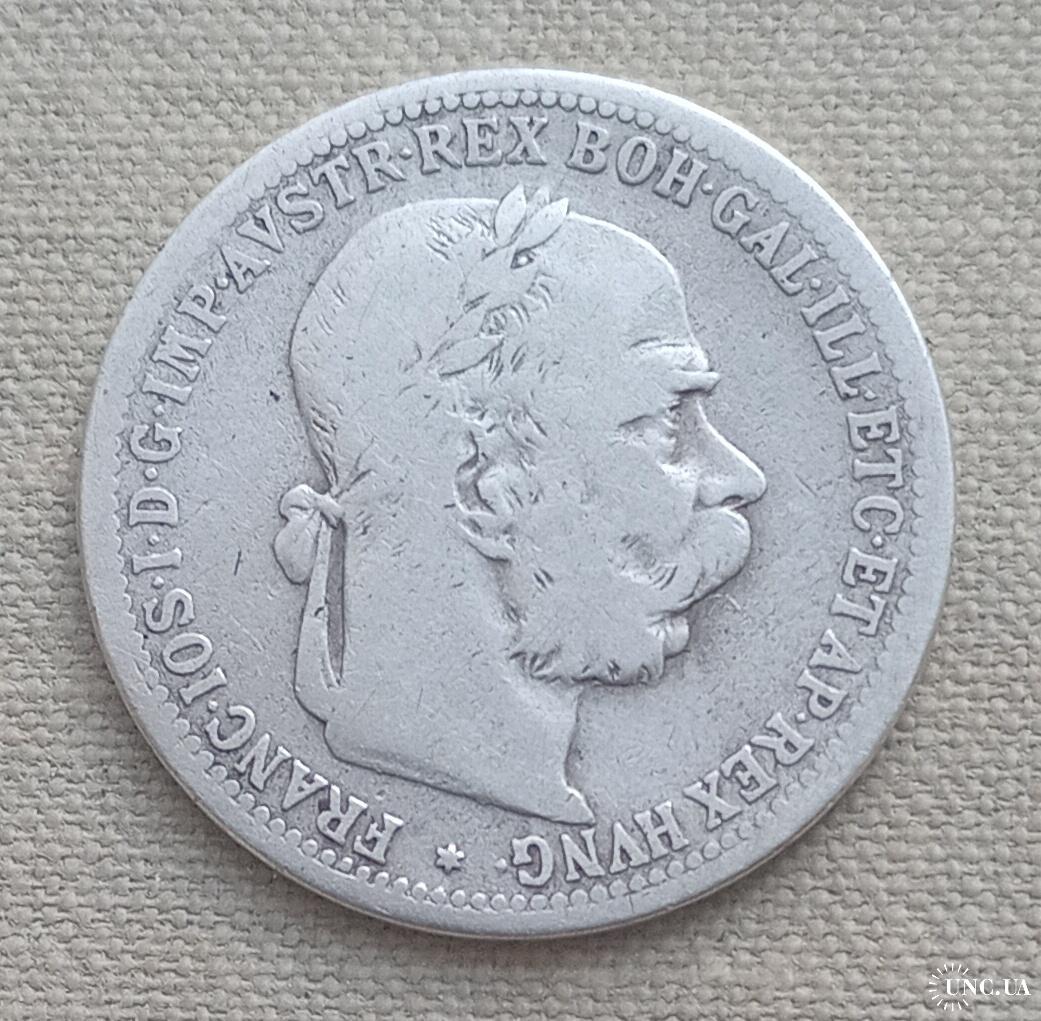 FRANC·IOS·I·D·G·IMP·AVSTR·REX BOH·GAL·ILL·ETC·ET AP·REX HVNG·
UNC.UA